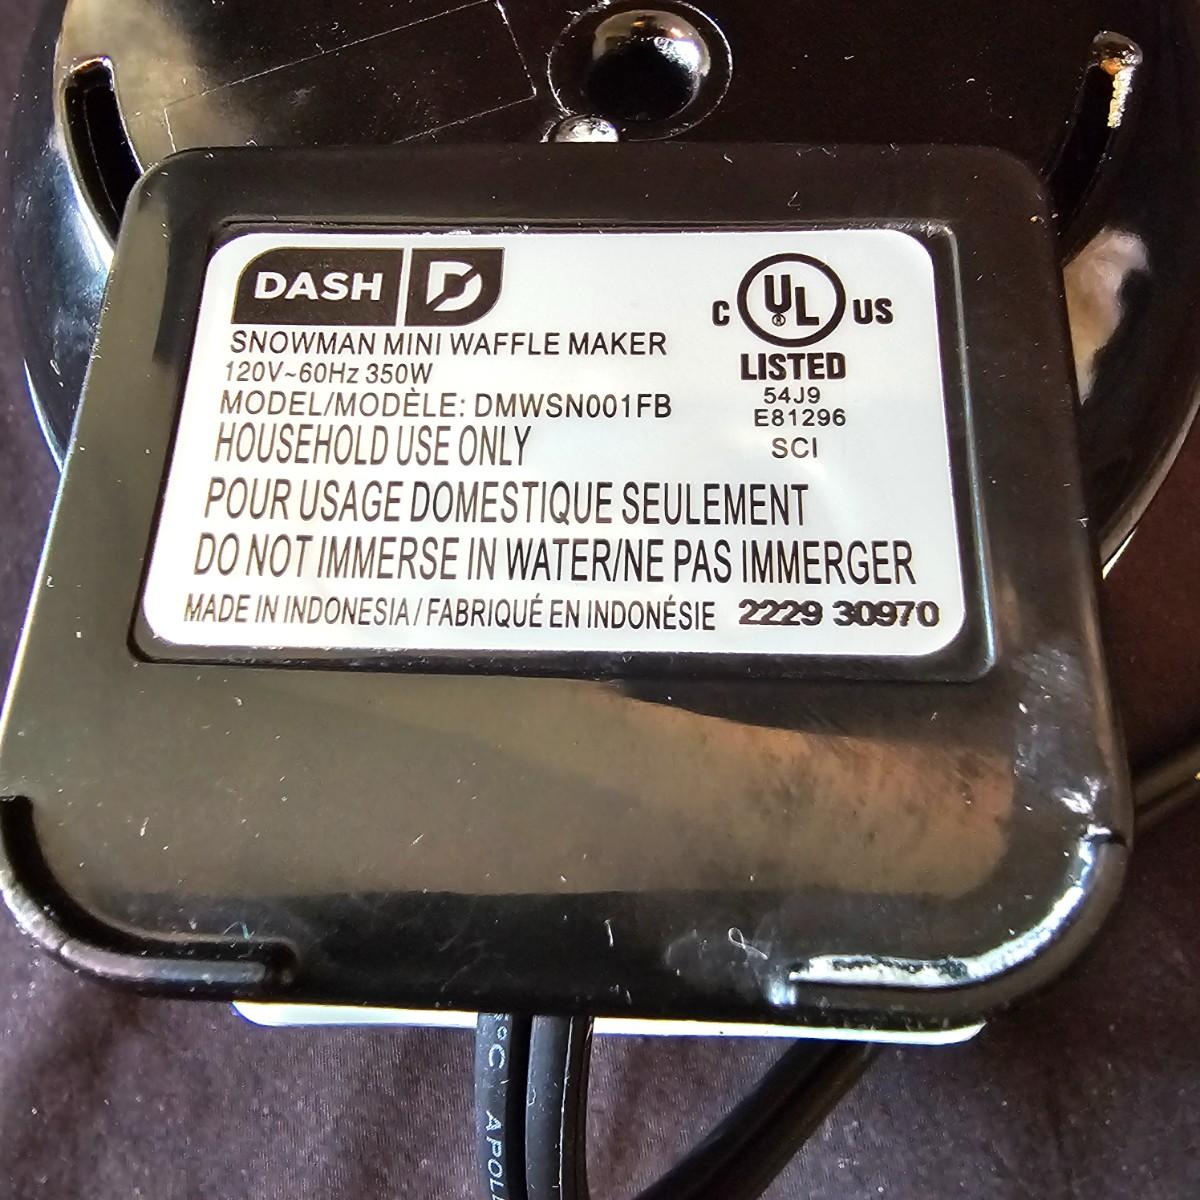 DASH D
SNOWMAN MINI WAFFLE MAKER
120V~60Hz 350W
MODEL/MODÈLE: DMWSN001FB
HOUSEHOLD USE ONLY
POUR USAGE DOMESTIQUE SEULEMENT
DO NOT IMMERSE IN WATER/NE PAS IMMERGER
MADE IN INDONESIA / FABRIQUÉ EN INDONÉSIE 2229 30970
C UL® US
LISTED
54J9
E81296
SCI
°C